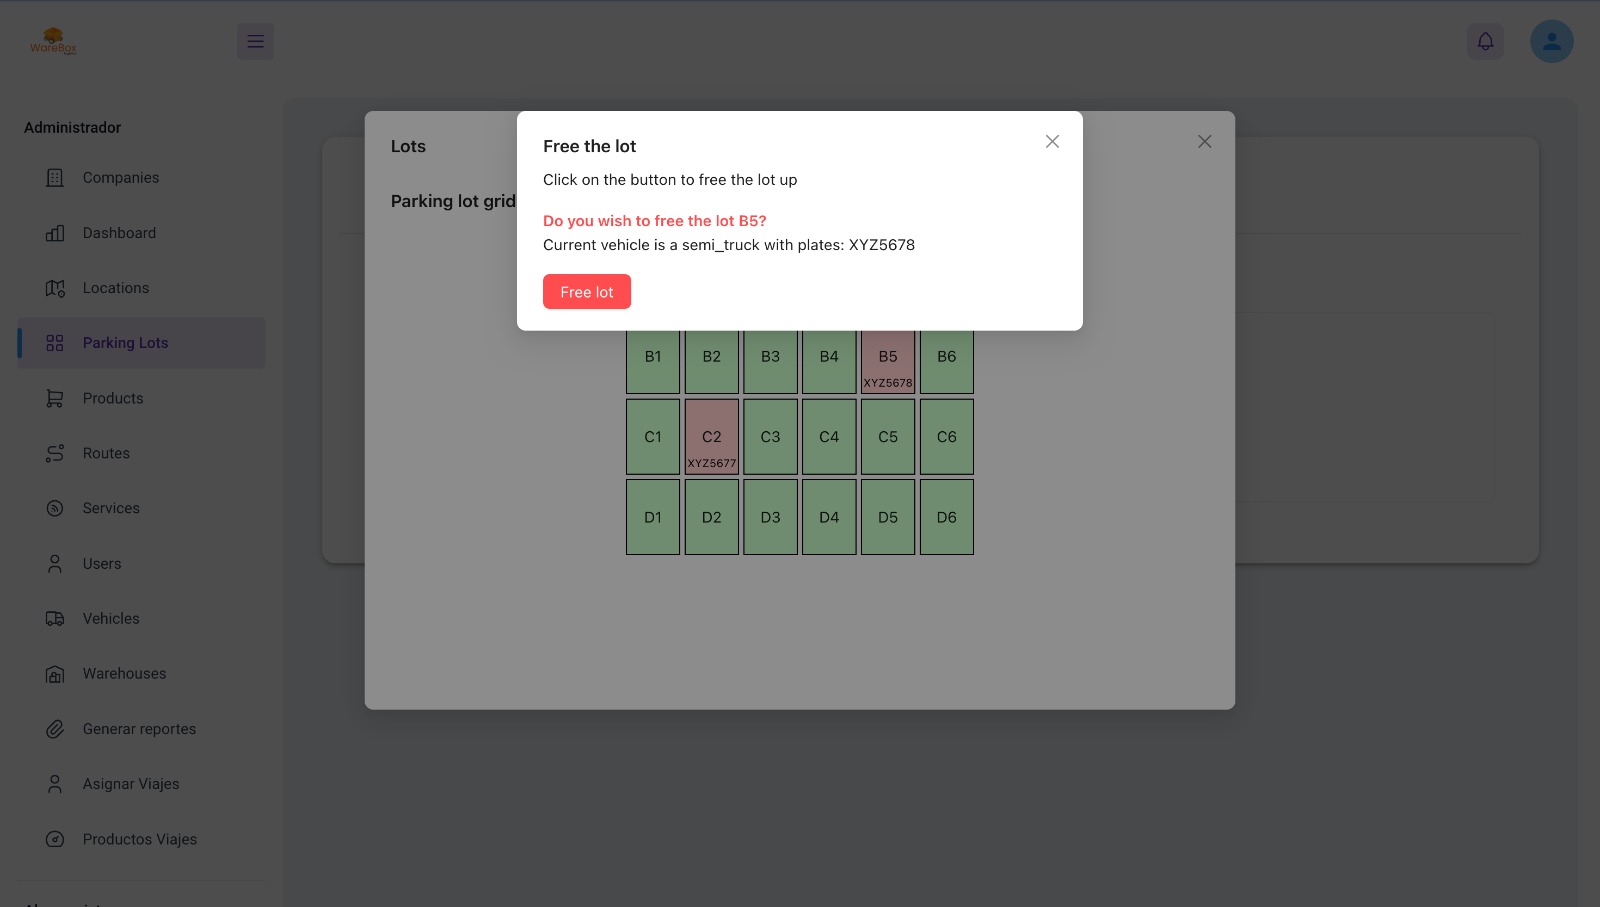 WareBox
Administrador
Companies
Dashboard
Locations
Parking Lots
Products
Routes
Services
Users
Vehicles
Warehouses
Generar reportes
Asignar Viajes
Productos Viajes
Lots
Parking lot grid
Free the lot
Click on the button to free the lot up
Do you wish to free the lot B5?
Current vehicle is a semi_truck with plates: XYZ5678
Free lot
B1 B2 B3 B4 B5 B6
XYZ5678
C1 C2 C3 C4 C5 C6
XYZ5677
D1 D2 D3 D4 D5 D6